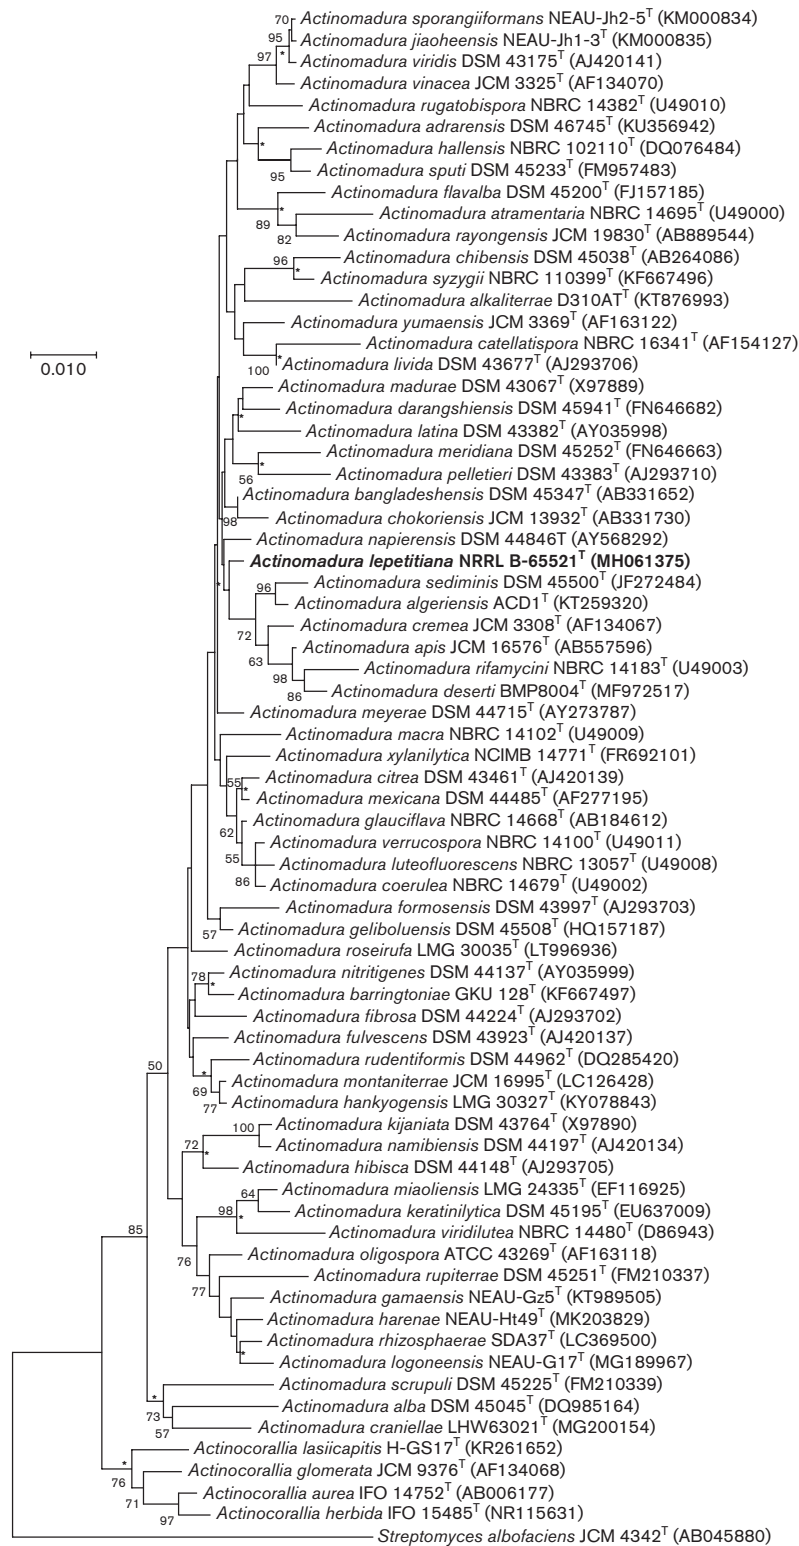 70 Actinomadura sporangiiformans NEAU-Jh2-5T (KM000834)
95 Actinomadura jiaoheensis NEAU-Jh1-3T (KM000835)
97 * Actinomadura viridis DSM 43175T (AJ420141)
Actinomadura vinacea JCM 3325T (AF134070)
Actinomadura rugatobispora NBRC 14382T (U49010)
Actinomadura adrarensis DSM 46745T (KU356942)
* Actinomadura hallensis NBRC 102110T (DQ076484)
95 Actinomadura sputi DSM 45233T (FM957483)
Actinomadura flavalba DSM 45200T (FJ157185)
* Actinomadura atramentaria NBRC 14695T (U49000)
89 82 Actinomadura rayongensis JCM 19830T (AB889544)
96 Actinomadura chibensis DSM 45038T (AB264086)
* Actinomadura syzygii NBRC 110399T (KF667496)
Actinomadura alkaliterrae D310AT (KT876993)
Actinomadura yumaensis JCM 3369T (AF163122)
Actinomadura catellatispora NBRC 16341T (AF154127)
0.010 100 * Actinomadura livida DSM 43677T (AJ293706)
Actinomadura madurae DSM 43067T (X97889)
* Actinomadura darangshiensis DSM 45941T (FN646682)
Actinomadura latina DSM 43382T (AY035998)
Actinomadura meridiana DSM 45252T (FN646663)
56 * Actinomadura pelletieri DSM 43383T (AJ293710)
Actinomadura bangladeshensis DSM 45347T (AB331652)
98 Actinomadura chokoriensis JCM 13932T (AB331730)
Actinomadura napierensis DSM 44846T (AY568292)
Actinomadura lepetitiana NRRL B-65521T (MH061375)
* 96 Actinomadura sediminis DSM 45500T (JF272484)
Actinomadura algeriensis ACD1T (KT259320)
72 Actinomadura cremea JCM 3308T (AF134067)
63 Actinomadura apis JCM 16576T (AB557596)
98 Actinomadura rifamycini NBRC 14183T (U49003)
86 Actinomadura deserti BMP8004T (MF972517)
Actinomadura meyerae DSM 44715T (AY273787)
Actinomadura macra NBRC 14102T (U49009)
Actinomadura xylanilytica NCIMB 14771T (FR692101)
55 Actinomadura citrea DSM 43461T (AJ420139)
* Actinomadura mexicana DSM 44485T (AF277195)
62 Actinomadura glauciflava NBRC 14668T (AB184612)
Actinomadura verrucospora NBRC 14100T (U49011)
55 Actinomadura luteofluorescens NBRC 13057T (U49008)
86 Actinomadura coerulea NBRC 14679T (U49002)
Actinomadura formosensis DSM 43997T (AJ293703)
57 Actinomadura geliboluensis DSM 45508T (HQ157187)
Actinomadura roseirufa LMG 30035T (LT996936)
78 Actinomadura nitritigenes DSM 44137T (AY035999)
* Actinomadura barringtoniae GKU 128T (KF667497)
Actinomadura fibrosa DSM 44224T (AJ293702)
Actinomadura fulvescens DSM 43923T (AJ420137)
50 * Actinomadura rudentiformis DSM 44962T (DQ285420)
69 Actinomadura montaniterrae JCM 16995T (LC126428)
77 Actinomadura hankyogensis LMG 30327T (KY078843)
100 Actinomadura kijaniata DSM 43764T (X97890)
72 * Actinomadura namibiensis DSM 44197T (AJ420134)
Actinomadura hibisca DSM 44148T (AJ293705)
64 Actinomadura miaoliensis LMG 24335T (EF116925)
98 * Actinomadura keratinilytica DSM 45195T (EU637009)
85 Actinomadura viridilutea NBRC 14480T (D86943)
76 Actinomadura oligospora ATCC 43269T (AF163118)
77 Actinomadura rupiterrae DSM 45251T (FM210337)
Actinomadura gamaensis NEAU-Gz5T (KT989505)
Actinomadura harenae NEAU-Ht49T (MK203829)
Actinomadura rhizosphaerae SDA37T (LC369500)
* Actinomadura logoneensis NEAU-G17T (MG189967)
* Actinomadura scrupuli DSM 45225T (FM210339)
73 Actinomadura alba DSM 45045T (DQ985164)
57 Actinomadura craniellae LHW63021T (MG200154)
* Actinocorallia lasiicapitis H-GS17T (KR261652)
76 Actinocorallia glomerata JCM 9376T (AF134068)
71 Actinocorallia aurea IFO 14752T (AB006177)
97 Actinocorallia herbida IFO 15485T (NR115631)
Streptomyces albofaciens JCM 4342T (AB045880)